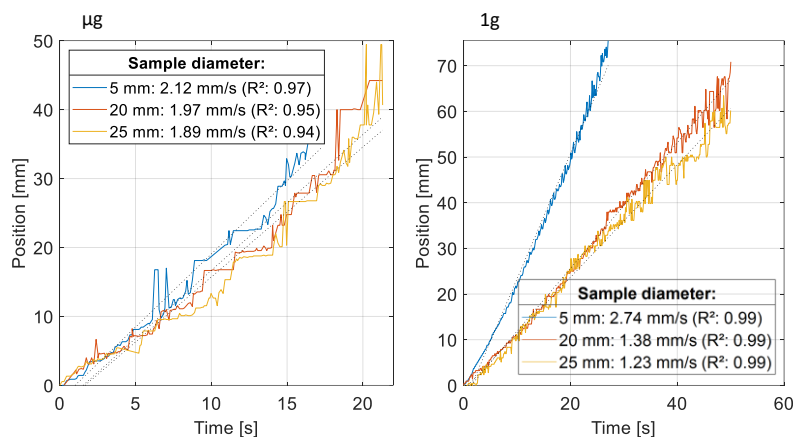 µg
1g
50
40
30
20
10
0
Position [mm]
Sample diameter:
5 mm: 2.12 mm/s (R²: 0.97)
20 mm: 1.97 mm/s (R²: 0.95)
25 mm: 1.89 mm/s (R²: 0.94)
0
5
10
15
20
Time [s]
70
60
50
40
30
20
10
0
Position [mm]
Sample diameter:
5 mm: 2.74 mm/s (R²: 0.99)
20 mm: 1.38 mm/s (R²: 0.99)
25 mm: 1.23 mm/s (R²: 0.99)
0
20
40
60
Time [s]